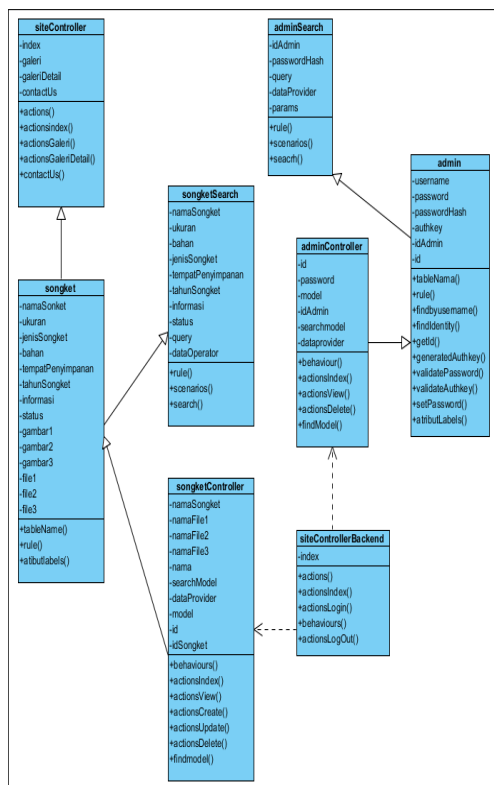 siteController
-index
-galeri
-galeriDetail
-contactUs
+actions()
+actionsindex()
+actionsGaleri()
+actionsGaleriDetail()
+contactUs()
adminSearch
-idAdmin
-passwordHash
-query
-dataProvider
-params
+rule()
+scenarios()
+seacrh()
admin
-username
-password
-passwordHash
-authkey
-idAdmin
-id
+tableNama()
+rule()
+findbyusername()
+findIdentity()
+getId()
+generatedAuthkey()
+validatePassword()
+validateAuthkey()
+setPassword()
+atributLabels()
songketSearch
-namaSongket
-ukuran
-bahan
-jenisSongket
-tempatPenyimpanan
-tahunSongket
-informasi
-status
-query
-dataOperator
+rule()
+scenarios()
+search()
adminController
-id
-password
-model
-idAdmin
-searchmodel
-dataprovider
+behaviour()
+actionsIndex()
+actionsView()
+actionsDelete()
+findModel()
songket
-namaSonket
-ukuran
-jenisSongket
-bahan
-tempatPenyimpanan
-tahunSongket
-informasi
-status
-gambar1
-gambar2
-gambar3
-file1
-file2
-file3
+tableName()
+rule()
+atibutlabels()
songketController
-namaSongket
-namaFile1
-namaFile2
-namaFile3
-nama
-searchModel
-dataProvider
-model
-id
-idSongket
+behaviours()
+actionsIndex()
+actionsView()
+actionsCreate()
+actionsUpdate()
+actionsDelete()
+findmodel()
siteControllerBackend
-index
+actions()
+actionsIndex()
+actionsLogin()
+behaviours()
+actionsLogOut()